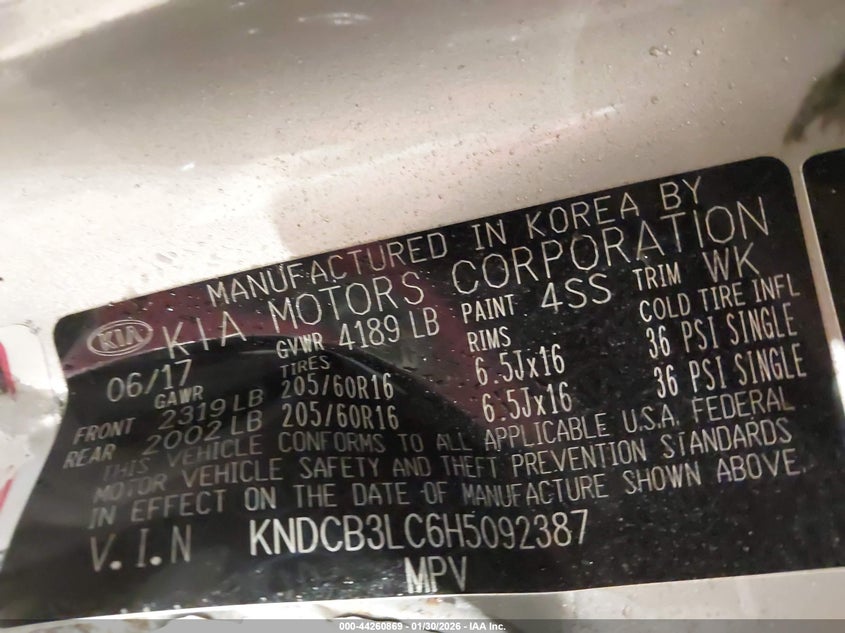 MANUFACTURED IN KOREA BY
KIA KIA MOTORS CORPORATION
06/17 GVWR 4189 LB PAINT 4SS TRIM WK
GAWR TIRES RIMS COLD TIRE INFL
FRONT 2319 LB 205/60R16 6.5Jx16 36 PSI SINGLE
REAR 2002 LB 205/60R16 6.5Jx16 36 PSI SINGLE
THIS VEHICLE CONFORMS TO ALL APPLICABLE U.S.A. FEDERAL
MOTOR VEHICLE SAFETY AND THEFT PREVENTION STANDARDS
IN EFFECT ON THE DATE OF MANUFACTURE SHOWN ABOVE.
V.I.N KNDCB3LC6H5092387
MPV
000-44260869 - 01/30/2026 - IAA Inc.